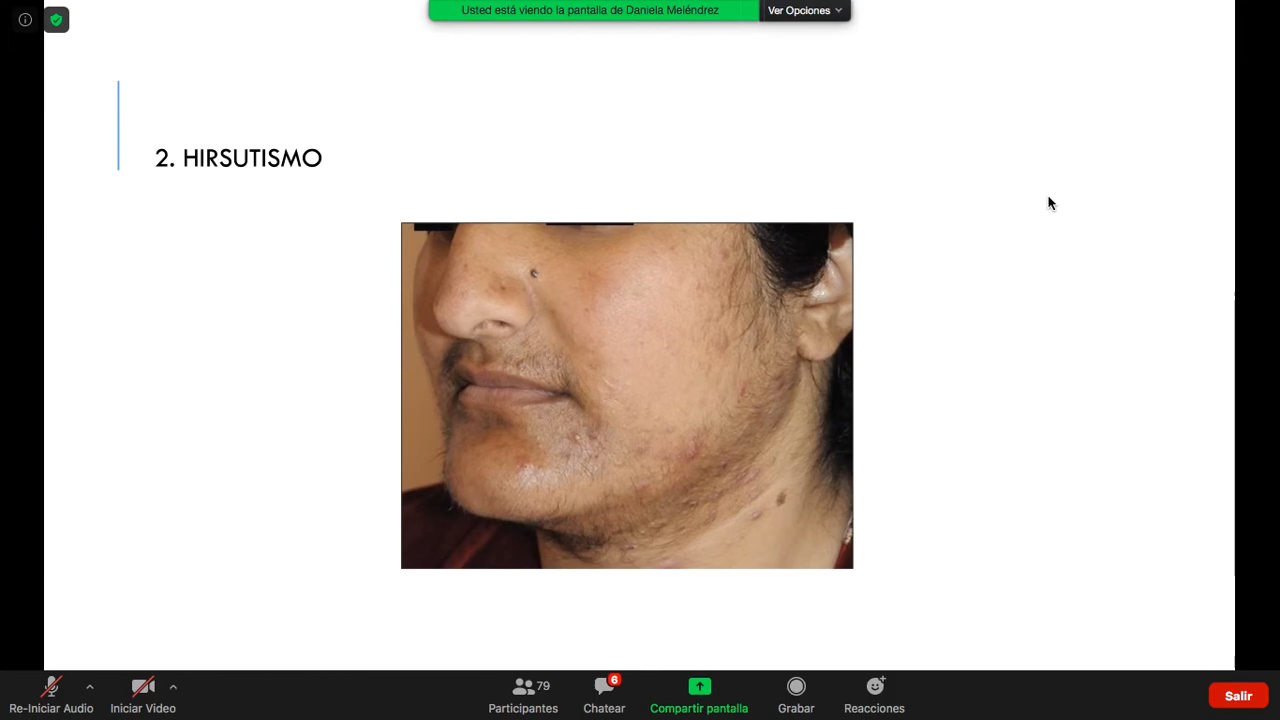 Usted está viendo la pantalla de Daniela Meléndrez
Ver Opciones
2. HIRSUTISMO
Re-Iniciar Audio
Iniciar Video
79
Participantes
6
Chatear
Compartir pantalla
Grabar
Reacciones
Salir